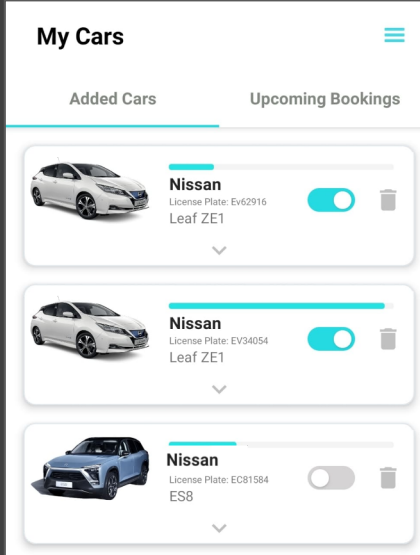 My Cars
Added Cars
Upcoming Bookings
Nissan
License Plate: Ev62916
Leaf ZE1
Nissan
License Plate: EV34054
Leaf ZE1
Nissan
License Plate: EC81584
ES8